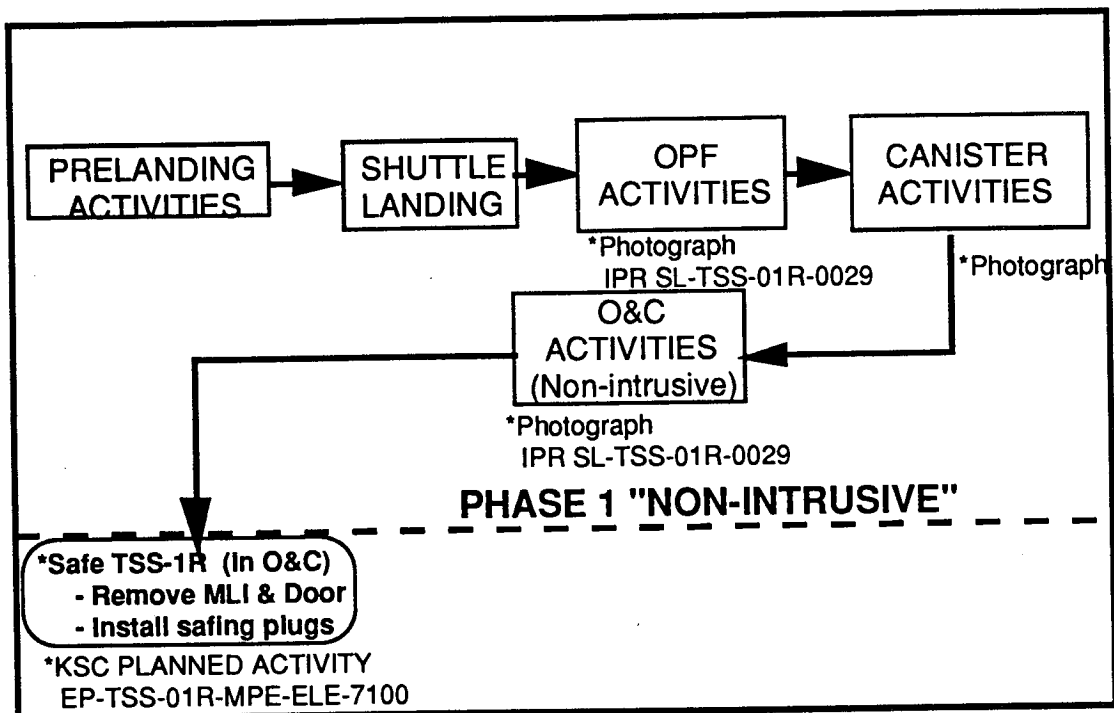 PRELANDING
ACTIVITIES
SHUTTLE
LANDING
OPF
ACTIVITIES
CANISTER
ACTIVITIES
*Photograph
IPR SL-TSS-01R-0029
*Photograph
O&C
ACTIVITIES
(Non-intrusive)
*Photograph
IPR SL-TSS-01R-0029
PHASE 1 "NON-INTRUSIVE"
*Safe TSS-1R (In O&C)
- Remove MLI & Door
- Install safing plugs
*KSC PLANNED ACTIVITY
EP-TSS-01R-MPE-ELE-7100